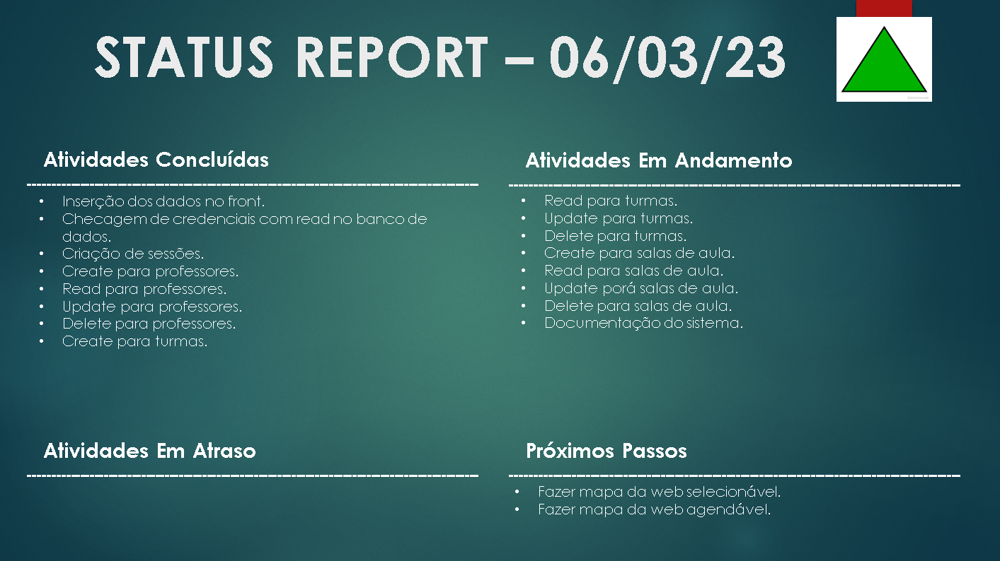 STATUS REPORT – 06/03/23
Atividades Concluídas
• Inserção dos dados no front.
• Checagem de credenciais com read no banco de
dados.
• Criação de sessões.
• Create para professores.
• Read para professores.
• Update para professores.
• Delete para professores.
• Create para turmas.
Atividades Em Andamento
• Read para turmas.
• Update para turmas.
• Delete para turmas.
• Create para salas de aula.
• Read para salas de aula.
• Update porá salas de aula.
• Delete para salas de aula.
• Documentação do sistema.
Atividades Em Atraso
Próximos Passos
• Fazer mapa da web selecionável.
• Fazer mapa da web agendável.